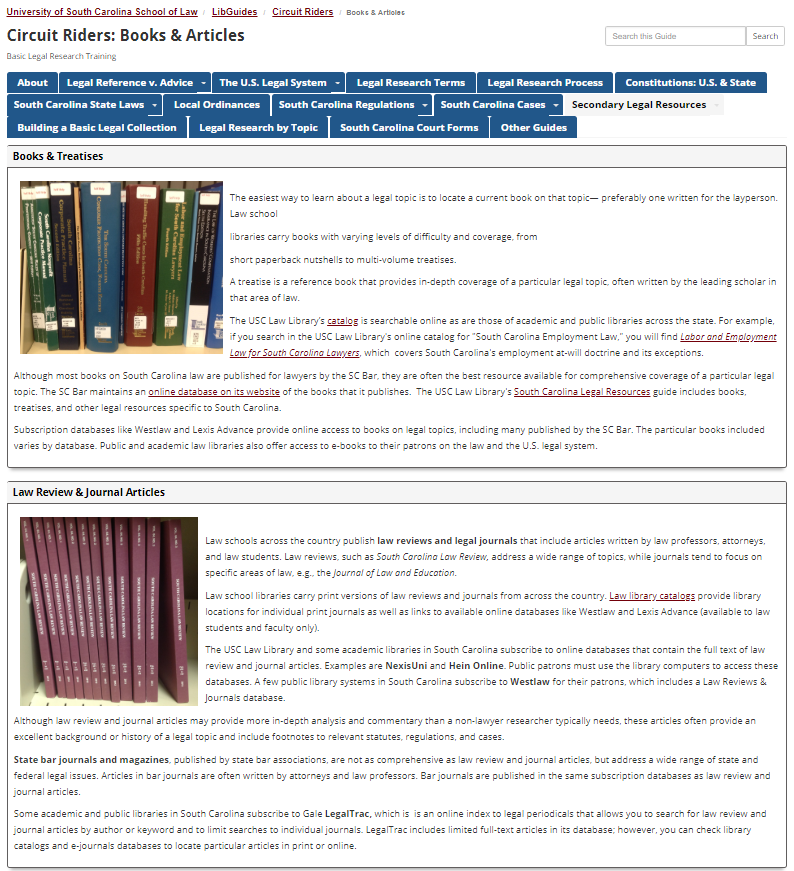 University of South Carolina School of Law / LibGuides / Circuit Riders / Books & Articles
Circuit Riders: Books & Articles
Search this Guide Search
Basic Legal Research Training
About Legal Reference v. Advice The U.S. Legal System Legal Research Terms Legal Research Process Constitutions: U.S. & State
South Carolina State Laws Local Ordinances South Carolina Regulations South Carolina Cases Secondary Legal Resources
Building a Basic Legal Collection Legal Research by Topic South Carolina Court Forms Other Guides
Books & Treatises
The easiest way to learn about a legal topic is to locate a current book on that topic— preferably one written for the layperson.
Law school
libraries carry books with varying levels of difficulty and coverage, from
short paperback nutshells to multi-volume treatises.
A treatise is a reference book that provides in-depth coverage of a particular legal topic, often written by the leading scholar in
that area of law.
The USC Law Library's catalog is searchable online as are those of academic and public libraries across the state. For example,
if you search in the USC Law Library's online catalog for "South Carolina Employment Law," you will find Labor and Employment
Law for South Carolina Lawyers, which covers South Carolina's employment at-will doctrine and its exceptions.
Although most books on South Carolina law are published for lawyers by the SC Bar, they are often the best resource available for comprehensive coverage of a particular legal
topic. The SC Bar maintains an online database on its website of the books that it publishes. The USC Law Library's South Carolina Legal Resources guide includes books,
treatises, and other legal resources specific to South Carolina.
Subscription databases like Westlaw and Lexis Advance provide online access to books on legal topics, including many published by the SC Bar. The particular books included
varies by database. Public and academic law libraries also offer access to e-books to their patrons on the law and the U.S. legal system.
Law Review & Journal Articles
Law schools across the country publish law reviews and legal journals that include articles written by law professors, attorneys,
and law students. Law reviews, such as South Carolina Law Review, address a wide range of topics, while journals tend to focus on
specific areas of law, e.g., the Journal of Law and Education.
Law school libraries carry print versions of law reviews and journals from across the country. Law library catalogs provide library
locations for individual print journals as well as links to available online databases like Westlaw and Lexis Advance (available to law
students and faculty only).
The USC Law Library and some academic libraries in South Carolina subscribe to online databases that contain the full text of law
review and journal articles. Examples are NexisUni and Hein Online. Public patrons must use the library computers to access these
databases. A few public library systems in South Carolina subscribe to Westlaw for their patrons, which includes a Law Reviews &
Journals database.
Although law review and journal articles may provide more in-depth analysis and commentary than a non-lawyer researcher typically needs, these articles often provide an
excellent background or history of a legal topic and include footnotes to relevant statutes, regulations, and cases.
State bar journals and magazines, published by state bar associations, are not as comprehensive as law review and journal articles, but address a wide range of state and
federal legal issues. Articles in bar journals are often written by attorneys and law professors. Bar journals are published in the same subscription databases as law review and
journal articles.
Some academic and public libraries in South Carolina subscribe to Gale LegalTrac, which is is an online index to legal periodicals that allows you to search for law review and
journal articles by author or keyword and to limit searches to individual journals. LegalTrac includes limited full-text articles in its database; however, you can check library
catalogs and e-journals databases to locate particular articles in print or online.